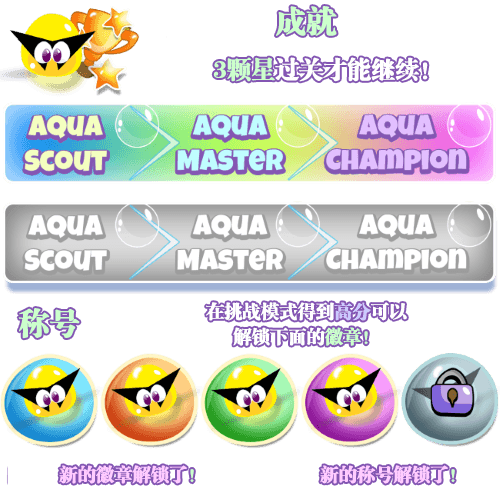 成就
3颗星过关才能继续!
AQUA SCOUT
AQUA MASTER
AQUA CHAMPION
AQUA SCOUT
AQUA MASTER
AQUA CHAMPION
称号
在挑战模式得到高分可以
解锁下面的徽章!
新的徽章解锁了!
新的称号解锁了!